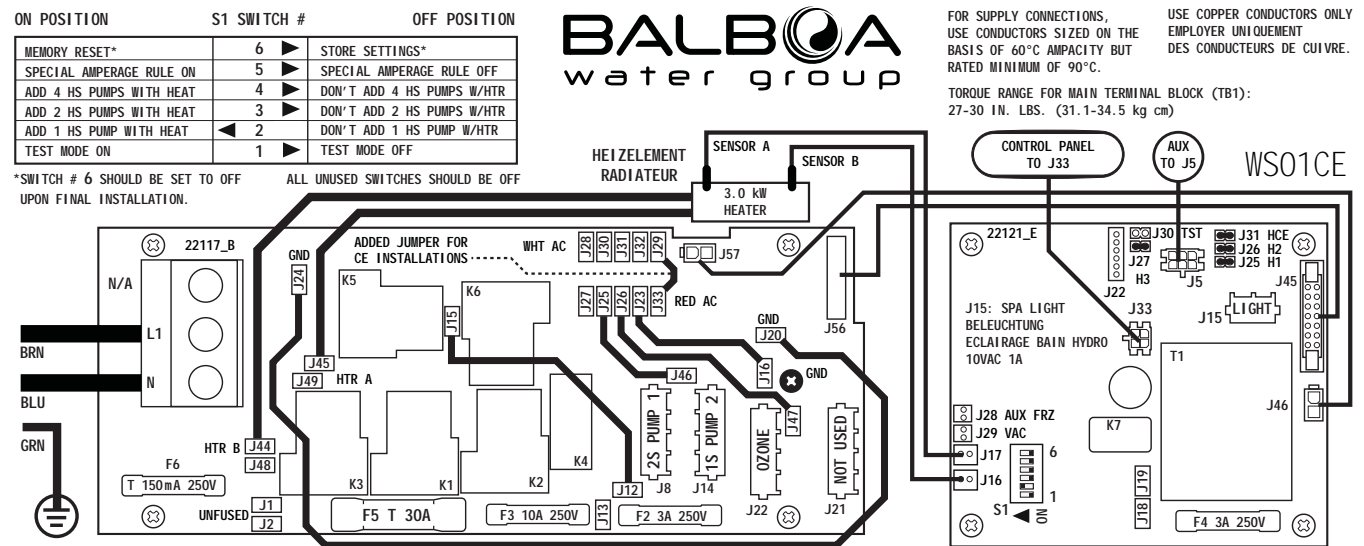 ON POSITION S1 SWITCH # OFF POSITION
MEMORY RESET* 6 ▶ STORE SETTINGS*
SPECIAL AMPERAGE RULE ON 5 ▶ SPECIAL AMPERAGE RULE OFF
ADD 4 HS PUMPS WITH HEAT 4 ▶ DON'T ADD 4 HS PUMPS W/HTR
ADD 2 HS PUMPS WITH HEAT 3 ▶ DON'T ADD 2 HS PUMPS W/HTR
ADD 1 HS PUMP WITH HEAT ◀ 2 DON'T ADD 1 HS PUMP W/HTR
TEST MODE ON 1 ▶ TEST MODE OFF
*SWITCH # 6 SHOULD BE SET TO OFF
UPON FINAL INSTALLATION.
ALL UNUSED SWITCHES SHOULD BE OFF
BALBOA
water group
FOR SUPPLY CONNECTIONS,
USE CONDUCTORS SIZED ON THE
BASIS OF 60°C AMPACITY BUT
RATED MINIMUM OF 90°C.
USE COPPER CONDUCTORS ONLY
EMPLOYER UNIQUEMENT
DES CONDUCTEURS DE CUIVRE.
TORQUE RANGE FOR MAIN TERMINAL BLOCK (TB1):
27-30 IN. LBS. (31.1-34.5 kg cm)
HEIZELEMENT
RADIATEUR
SENSOR A
SENSOR B
3.0 kW
HEATER
CONTROL PANEL
TO J33
AUX
TO J5
WS01CE
22117_B
N/A
L1
N
BRN
BLU
GRN
GND
J24
ADDED JUMPER FOR
CE INSTALLATIONS
WHT AC
J28
J30
J31
J32
J29
J57
K5
K6
J15
J27
J25
J26
J23
J33
RED AC
J56
GND
J20
J45
J49
HTR A
J46
J16
GND
HTR B
J44
J48
F6
T 150mA 250V
UNFUSED
J1
J2
K3
K1
K2
K4
J12
J13
2S PUMP 1
J8
1S PUMP 2
J14
OZONE
J22
J47
NOT USED
J21
F5 T 30A
F3 10A 250V
F2 3A 250V
22121_E
J22
J30 TST
J27
H3
J5
J31 HCE
J26 H2
J25 H1
J45
J15
LIGHT
J15: SPA LIGHT
BELEUCHTUNG
ECLAIRAGE BAIN HYDRO
10VAC 1A
J33
T1
K7
J46
J28 AUX FRZ
J29 VAC
J17
J16
6
1
S1
ON
J19
J18
F4 3A 250V